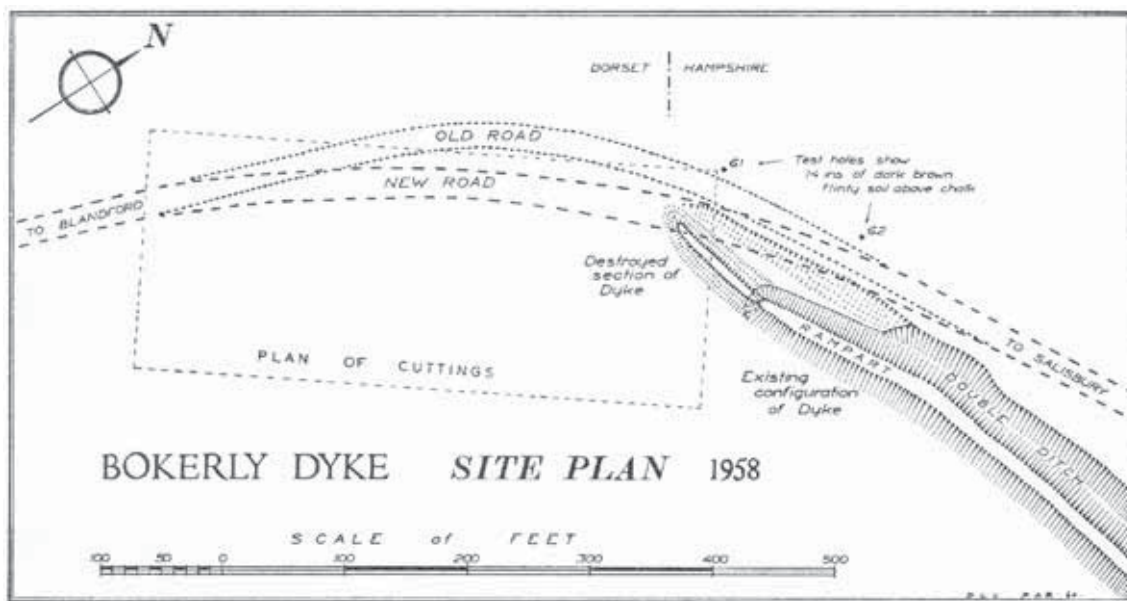 N
DORSET HAMPSHIRE
OLD ROAD
G1
Test holes show
14 ins of dark brown
flinty soil above chalk
NEW ROAD
TO BLANDFORD
G2
Destroyed
section of
Dyke
TO SALISBURY
RAMPART
DOUBLE DITCH
PLAN OF CUTTINGS
Existing
configuration
of Dyke
BOKERLY DYKE SITE PLAN 1958
SCALE of FEET
100 50 0 100 200 300 400 500